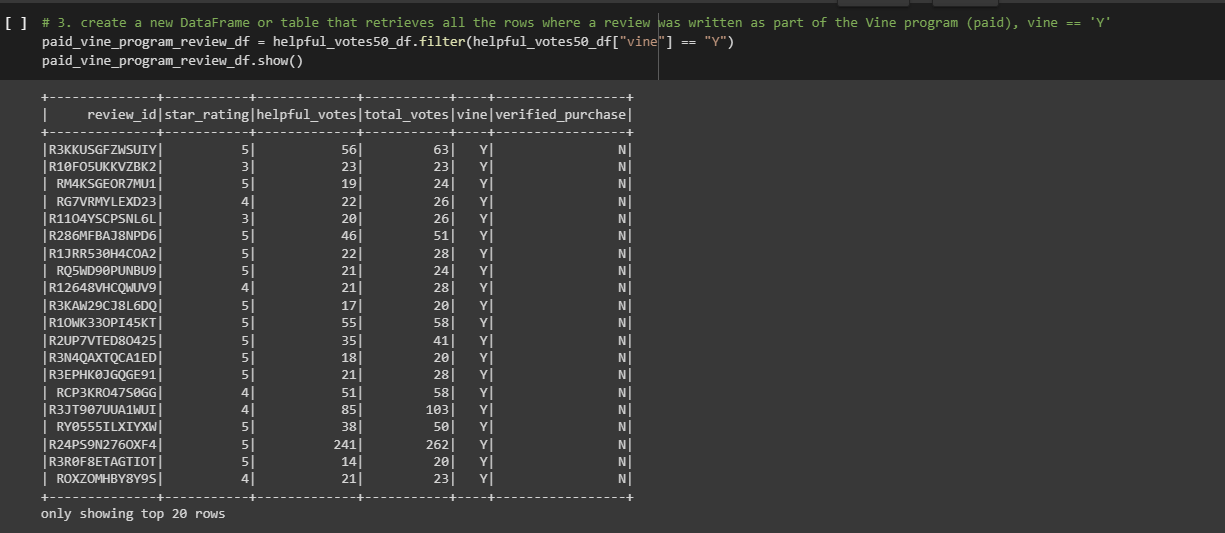 [ ] # 3. create a new DataFrame or table that retrieves all the rows where a review was written as part of the Vine program (paid), vine == 'Y'
paid_vine_program_review_df = helpful_votes50_df.filter(helpful_votes50_df["vine"] == "Y")
paid_vine_program_review_df.show()
+--------------+-----------+-------------+-----------+----+-----------------+
|     review_id|star_rating|helpful_votes|total_votes|vine|verified_purchase|
+--------------+-----------+-------------+-----------+----+-----------------+
|R3KKUSGFZWSUIY|          5|           56|         63|   Y|                N|
|R10FO5UKKVZBK2|          3|           23|         23|   Y|                N|
| RM4KSGEOR7MU1|          5|           19|         24|   Y|                N|
| RG7VRMYLEXD23|          4|           22|         26|   Y|                N|
|R11O4YSCPSNL6L|          3|           20|         26|   Y|                N|
|R286MFBAJ8NPD6|          5|           46|         51|   Y|                N|
|R1JRR530H4COA2|          5|           22|         28|   Y|                N|
| RQ5WD90PUNBU9|          5|           21|         24|   Y|                N|
|R12648VHCQWUV9|          4|           21|         28|   Y|                N|
|R3KAW29CJ8L6DQ|          5|           17|         20|   Y|                N|
|R1OWK33OPI45KT|          5|           55|         58|   Y|                N|
|R2UP7VTED8O425|          5|           35|         41|   Y|                N|
|R3N4QAXTQCA1ED|          5|           18|         20|   Y|                N|
|R3EPHK0JGQGE91|          5|           21|         28|   Y|                N|
| RCP3KRO47S0GG|          4|           51|         58|   Y|                N|
|R3JT907UUA1WUI|          4|           85|        103|   Y|                N|
| RY0555ILXIYXW|          5|           38|         50|   Y|                N|
|R24PS9N276OXF4|          5|          241|        262|   Y|                N|
|R3R0F8ETAGTIOT|          5|           14|         20|   Y|                N|
| ROXZOMHBY8Y9S|          4|           21|         23|   Y|                N|
+--------------+-----------+-------------+-----------+----+-----------------+
only showing top 20 rows